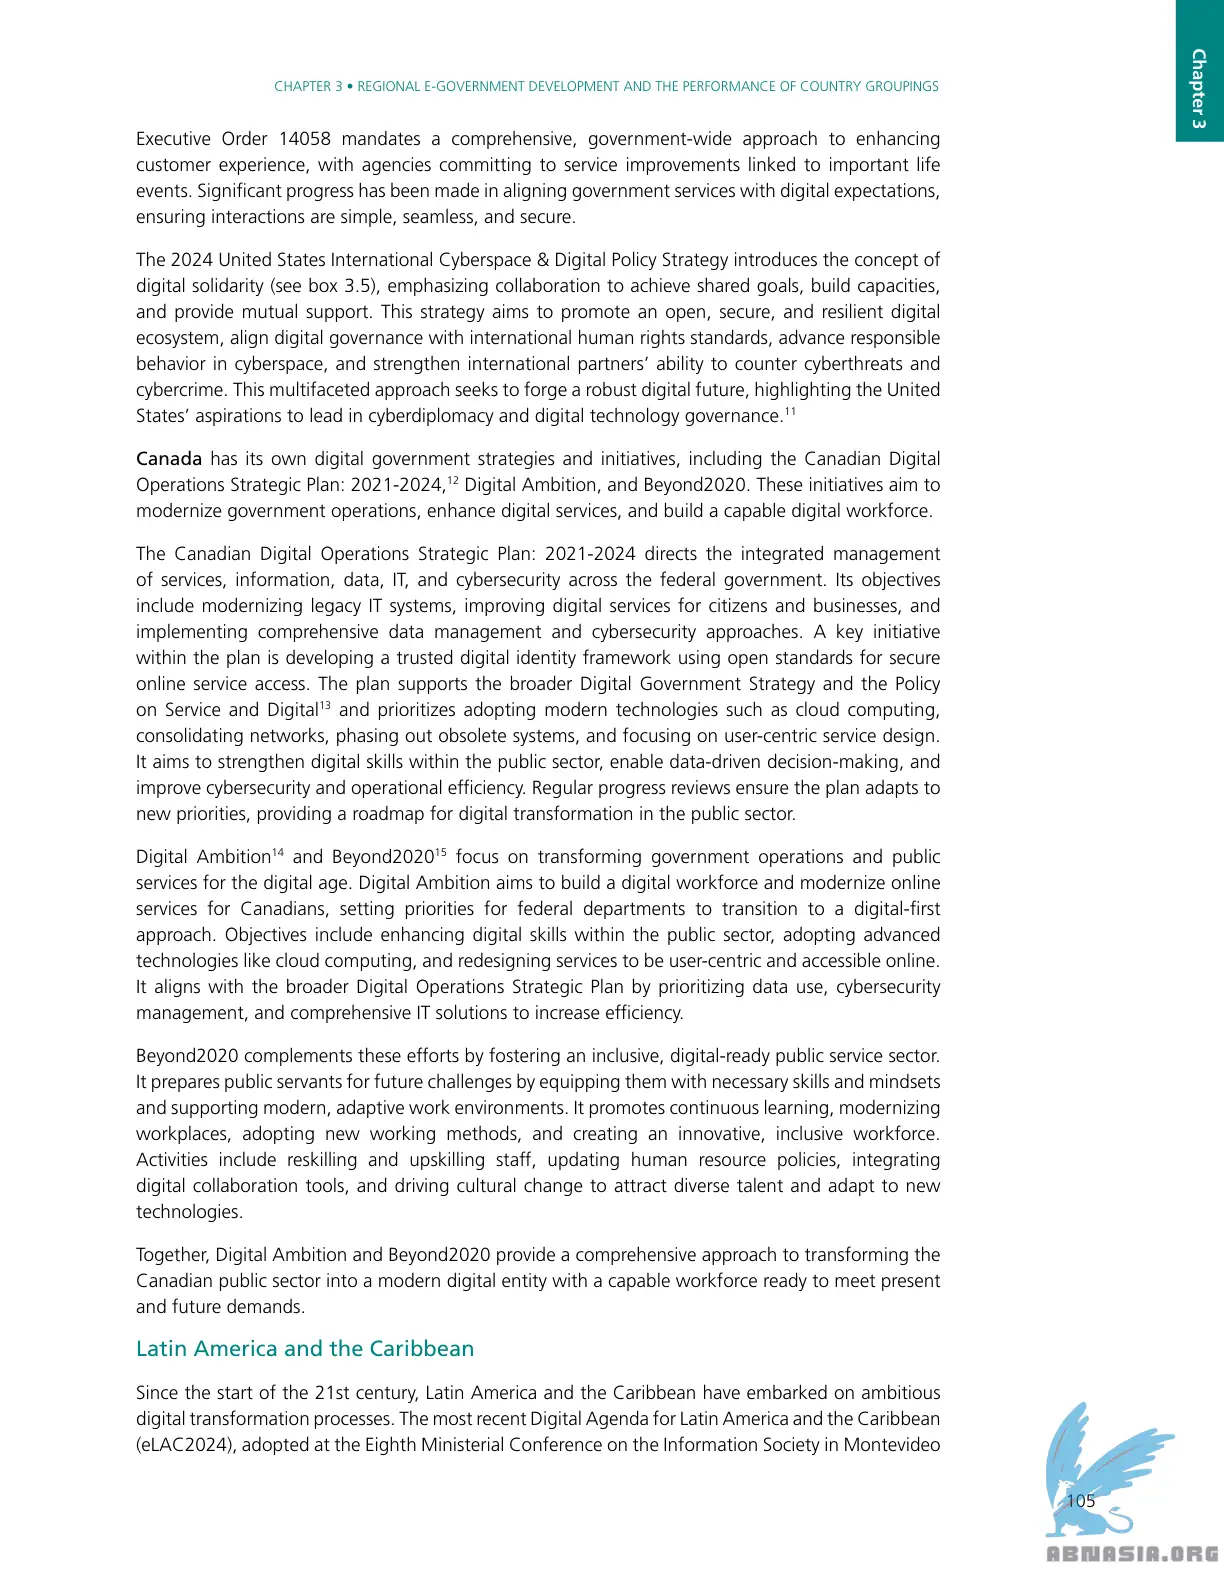 Chapter 3
CHAPTER 3 • REGIONAL E-GOVERNMENT DEVELOPMENT AND THE PERFORMANCE OF COUNTRY GROUPINGS
Executive Order 14058 mandates a comprehensive, government-wide approach to enhancing
customer experience, with agencies committing to service improvements linked to important life
events. Significant progress has been made in aligning government services with digital expectations,
ensuring interactions are simple, seamless, and secure.
The 2024 United States International Cyberspace & Digital Policy Strategy introduces the concept of
digital solidarity (see box 3.5), emphasizing collaboration to achieve shared goals, build capacities,
and provide mutual support. This strategy aims to promote an open, secure, and resilient digital
ecosystem, align digital governance with international human rights standards, advance responsible
behavior in cyberspace, and strengthen international partners’ ability to counter cyberthreats and
cybercrime. This multifaceted approach seeks to forge a robust digital future, highlighting the United
States’ aspirations to lead in cyberdiplomacy and digital technology governance.11
Canada has its own digital government strategies and initiatives, including the Canadian Digital
Operations Strategic Plan: 2021-2024,12 Digital Ambition, and Beyond2020. These initiatives aim to
modernize government operations, enhance digital services, and build a capable digital workforce.
The Canadian Digital Operations Strategic Plan: 2021-2024 directs the integrated management
of services, information, data, IT, and cybersecurity across the federal government. Its objectives
include modernizing legacy IT systems, improving digital services for citizens and businesses, and
implementing comprehensive data management and cybersecurity approaches. A key initiative
within the plan is developing a trusted digital identity framework using open standards for secure
online service access. The plan supports the broader Digital Government Strategy and the Policy
on Service and Digital13 and prioritizes adopting modern technologies such as cloud computing,
consolidating networks, phasing out obsolete systems, and focusing on user-centric service design.
It aims to strengthen digital skills within the public sector, enable data-driven decision-making, and
improve cybersecurity and operational efficiency. Regular progress reviews ensure the plan adapts to
new priorities, providing a roadmap for digital transformation in the public sector.
Digital Ambition14 and Beyond202015 focus on transforming government operations and public
services for the digital age. Digital Ambition aims to build a digital workforce and modernize online
services for Canadians, setting priorities for federal departments to transition to a digital-first
approach. Objectives include enhancing digital skills within the public sector, adopting advanced
technologies like cloud computing, and redesigning services to be user-centric and accessible online.
It aligns with the broader Digital Operations Strategic Plan by prioritizing data use, cybersecurity
management, and comprehensive IT solutions to increase efficiency.
Beyond2020 complements these efforts by fostering an inclusive, digital-ready public service sector.
It prepares public servants for future challenges by equipping them with necessary skills and mindsets
and supporting modern, adaptive work environments. It promotes continuous learning, modernizing
workplaces, adopting new working methods, and creating an innovative, inclusive workforce.
Activities include reskilling and upskilling staff, updating human resource policies, integrating
digital collaboration tools, and driving cultural change to attract diverse talent and adapt to new
technologies.
Together, Digital Ambition and Beyond2020 provide a comprehensive approach to transforming the
Canadian public sector into a modern digital entity with a capable workforce ready to meet present
and future demands.
Latin America and the Caribbean
Since the start of the 21st century, Latin America and the Caribbean have embarked on ambitious
digital transformation processes. The most recent Digital Agenda for Latin America and the Caribbean
(eLAC2024), adopted at the Eighth Ministerial Conference on the Information Society in Montevideo
105
ABNASIA.ORG